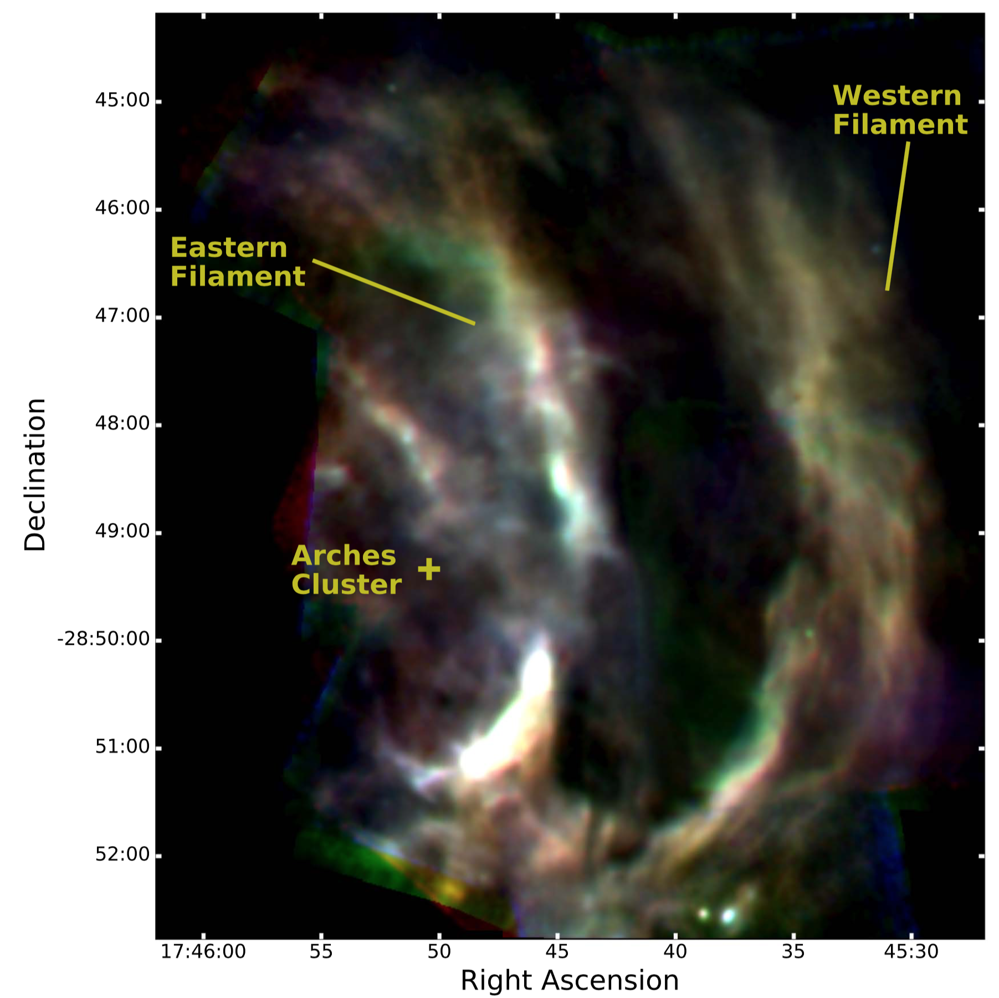 Western
Filament
Eastern
Filament
Arches
Cluster
Declination
45:00
46:00
47:00
48:00
49:00
-28:50:00
51:00
52:00
17:46:00 55 50 45 40 35 45:30
Right Ascension